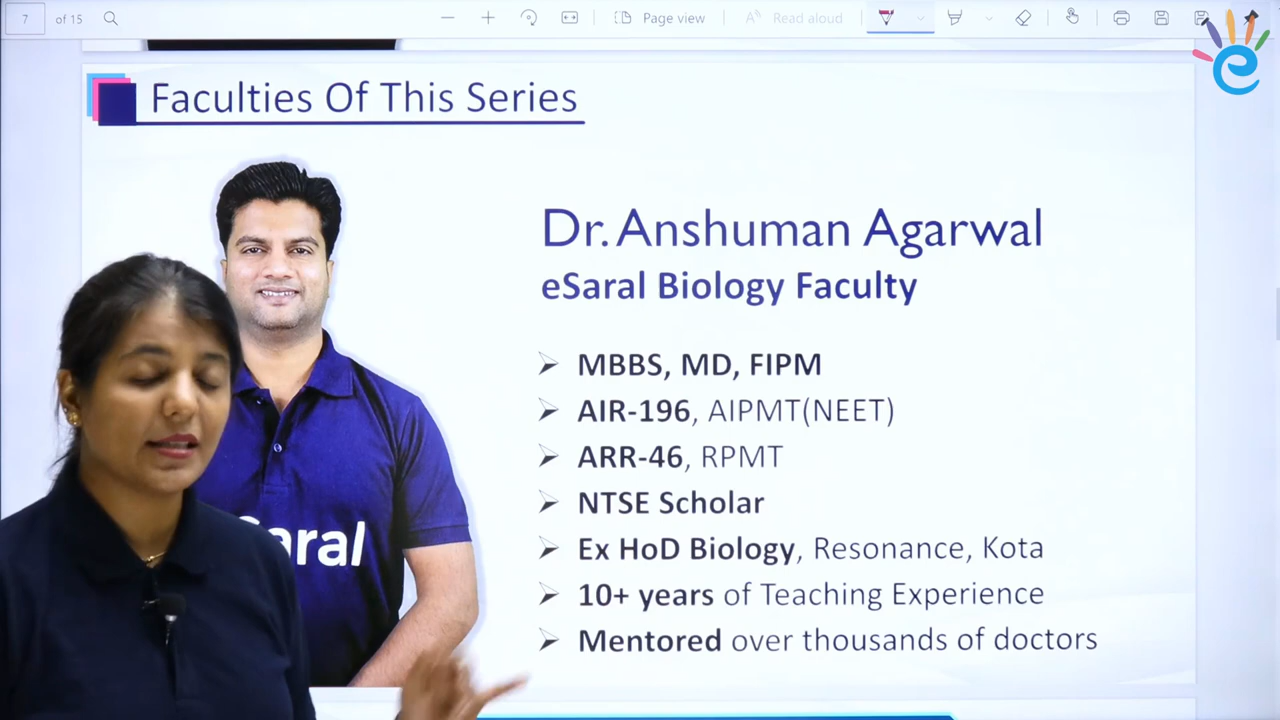 7 of 15
Page view
Read aloud
Faculties Of This Series
Dr. Anshuman Agarwal
eSaral Biology Faculty
MBBS, MD, FIPM
AIR-196, AIPMT(NEET)
ARR-46, RPMT
NTSE Scholar
Ex HoD Biology, Resonance, Kota
10+ years of Teaching Experience
Mentored over thousands of doctors
Saral
e